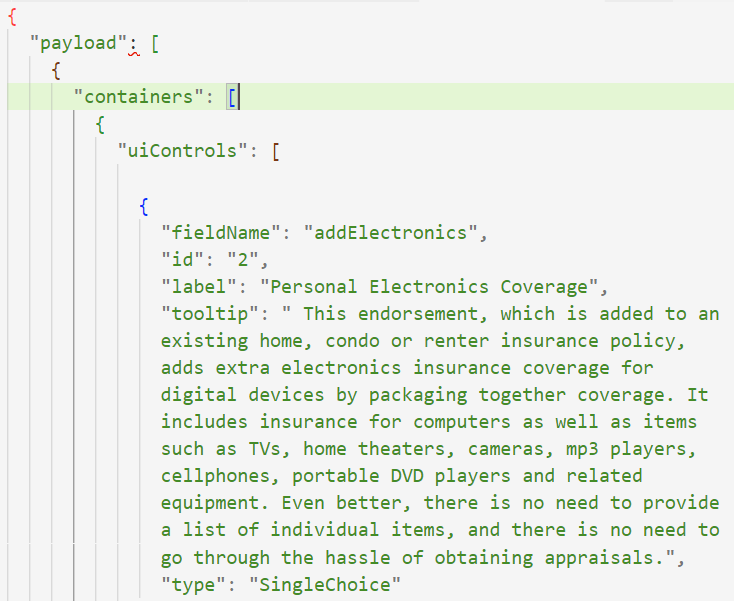 {
"payload": [
{
"containers": [
{
"uiControls": [
{
"fieldName": "addElectronics",
"id": "2",
"label": "Personal Electronics Coverage",
"tooltip": " This endorsement, which is added to an
existing home, condo or renter insurance policy,
adds extra electronics insurance coverage for
digital devices by packaging together coverage. It
includes insurance for computers as well as items
such as TVs, home theaters, cameras, mp3 players,
cellphones, portable DVD players and related
equipment. Even better, there is no need to provide
a list of individual items, and there is no need to
go through the hassle of obtaining appraisals.",
"type": "SingleChoice"